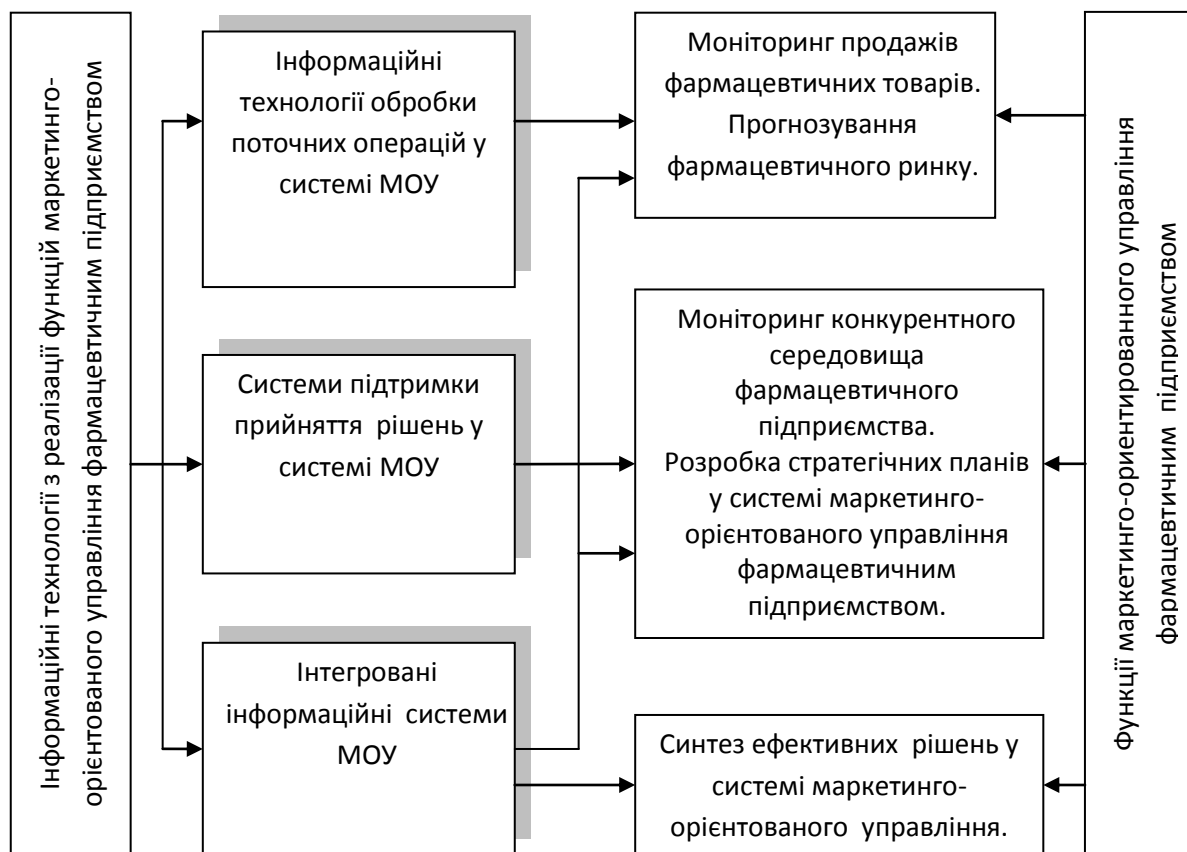 Інформаційні технології з реалізації функцій маркетинго-
орієнтованого управління фармацевтичним підприємством
Інформаційні
технології обробки
поточних операцій у
системі МОУ
Системи підтримки
прийняття рішень у
системі МОУ
Інтегровані
інформаційні системи
МОУ
Моніторинг продажів
фармацевтичних товарів.
Прогнозування
фармацевтичного ринку.
Моніторинг конкурентного
середовища
фармацевтичного
підприємства.
Розробка стратегічних планів
у системі маркетинго-
орієнтованого управління
фармацевтичним
підприємством.
Синтез ефективних рішень у
системі маркетинго-
орієнтованого управління.
Функції маркетинго-ориентированного управління
фармацевтичним підприємством